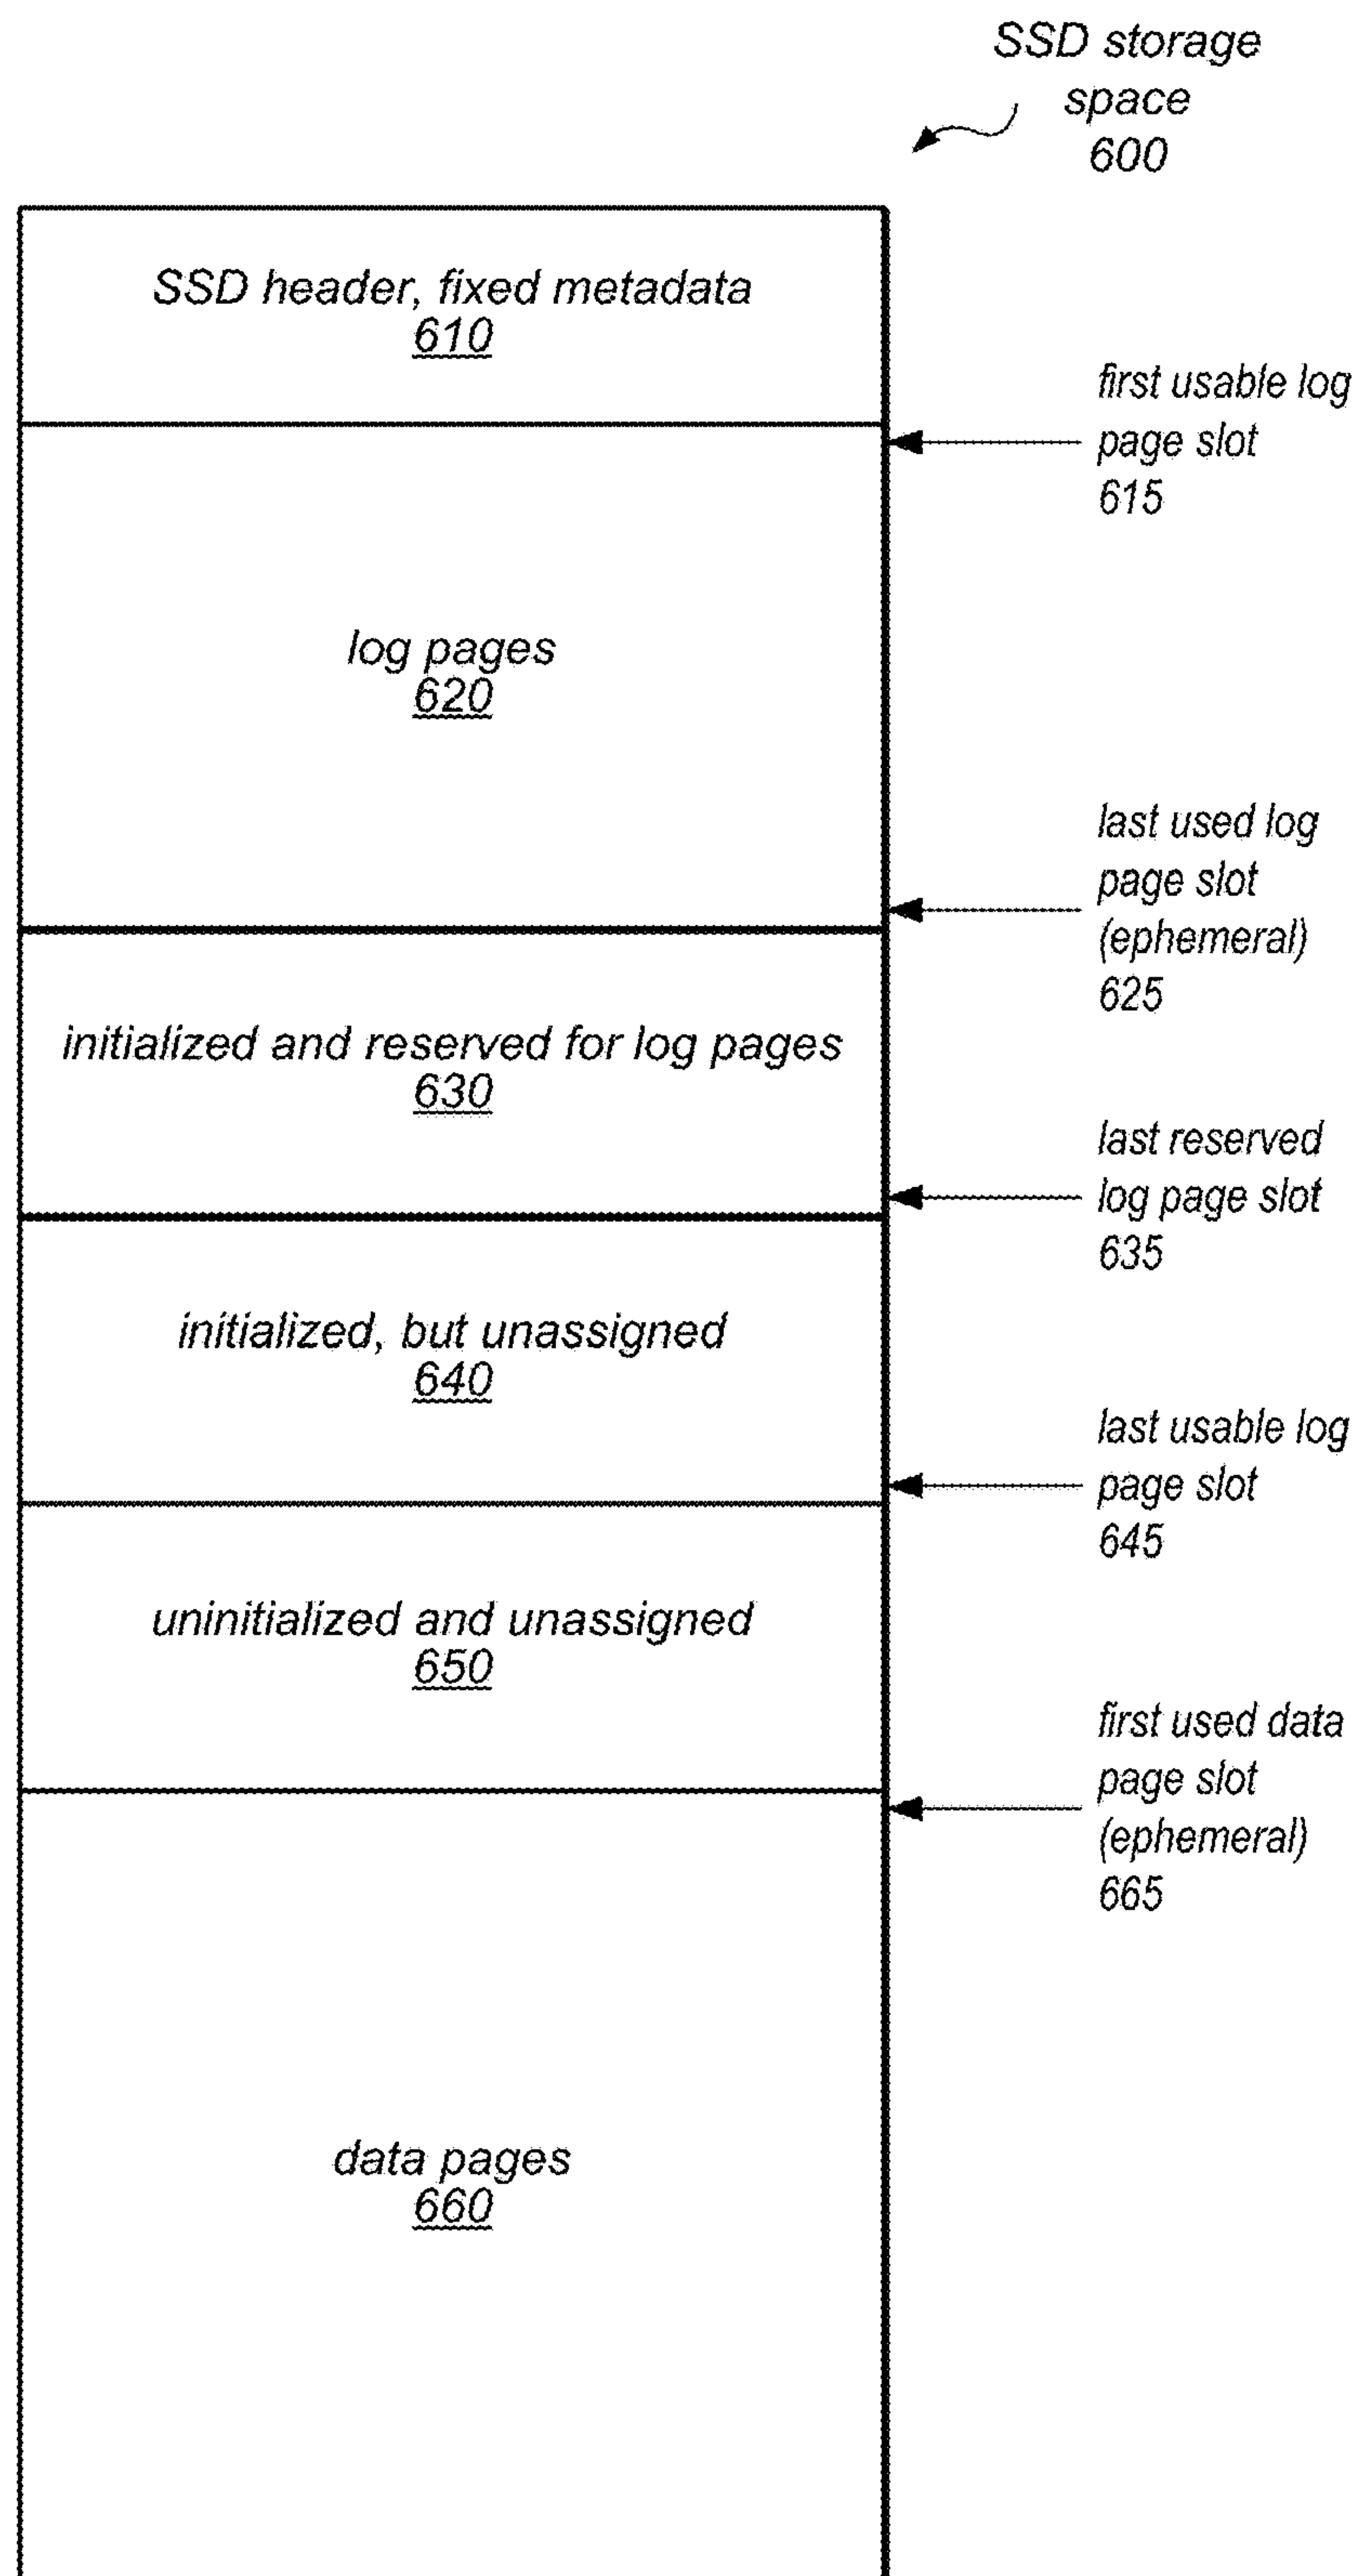 SSD storage
space
600
SSD header, fixed metadata
610
first usable log
page slot
615
log pages
620
last used log
page slot
(ephemeral)
625
initialized and reserved for log pages
630
last reserved
log page slot
635
initialized, but unassigned
640
last usable log
page slot
645
uninitialized and unassigned
650
first used data
page slot
(ephemeral)
665
data pages
660